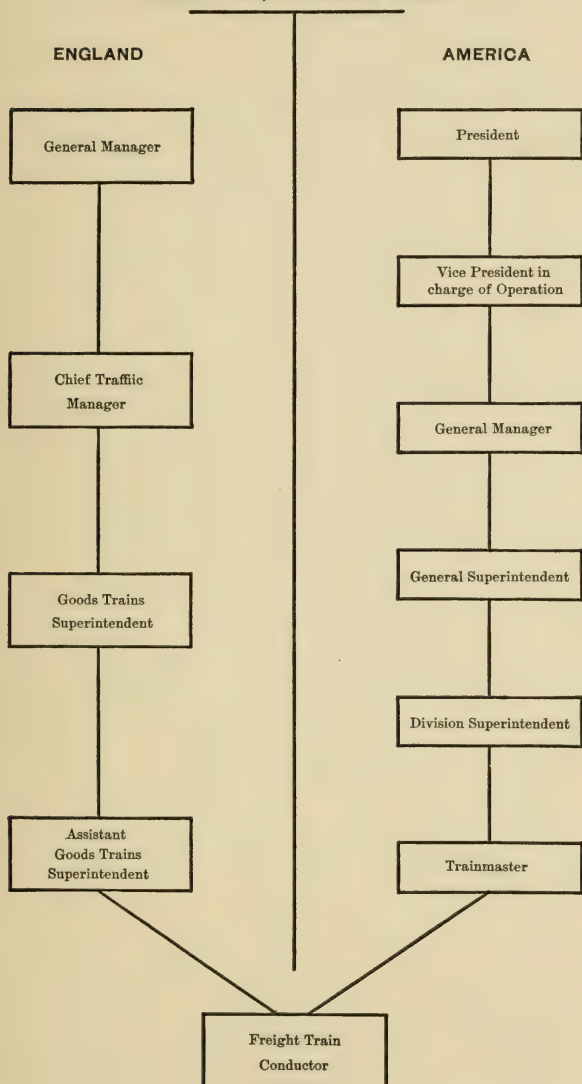 ENGLAND
General Manager
Chief Traffiic
Manager
Goods Trains
Superintendent
Assistant
Goods Trains
Superintendent
AMERICA
President
Vice President in
charge of Operation
General Manager
General Superintendent
Division Superintendent
Trainmaster
Freight Train
Conductor